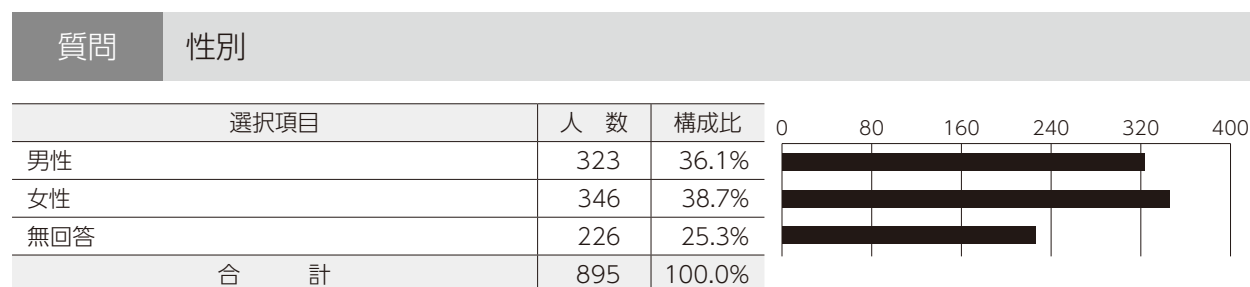 質問 性別
選択項目 人 数 構成比
0 80 160 240 320 400
男性 323 36.1%
女性 346 38.7%
無回答 226 25.3%
合 計 895 100.0%